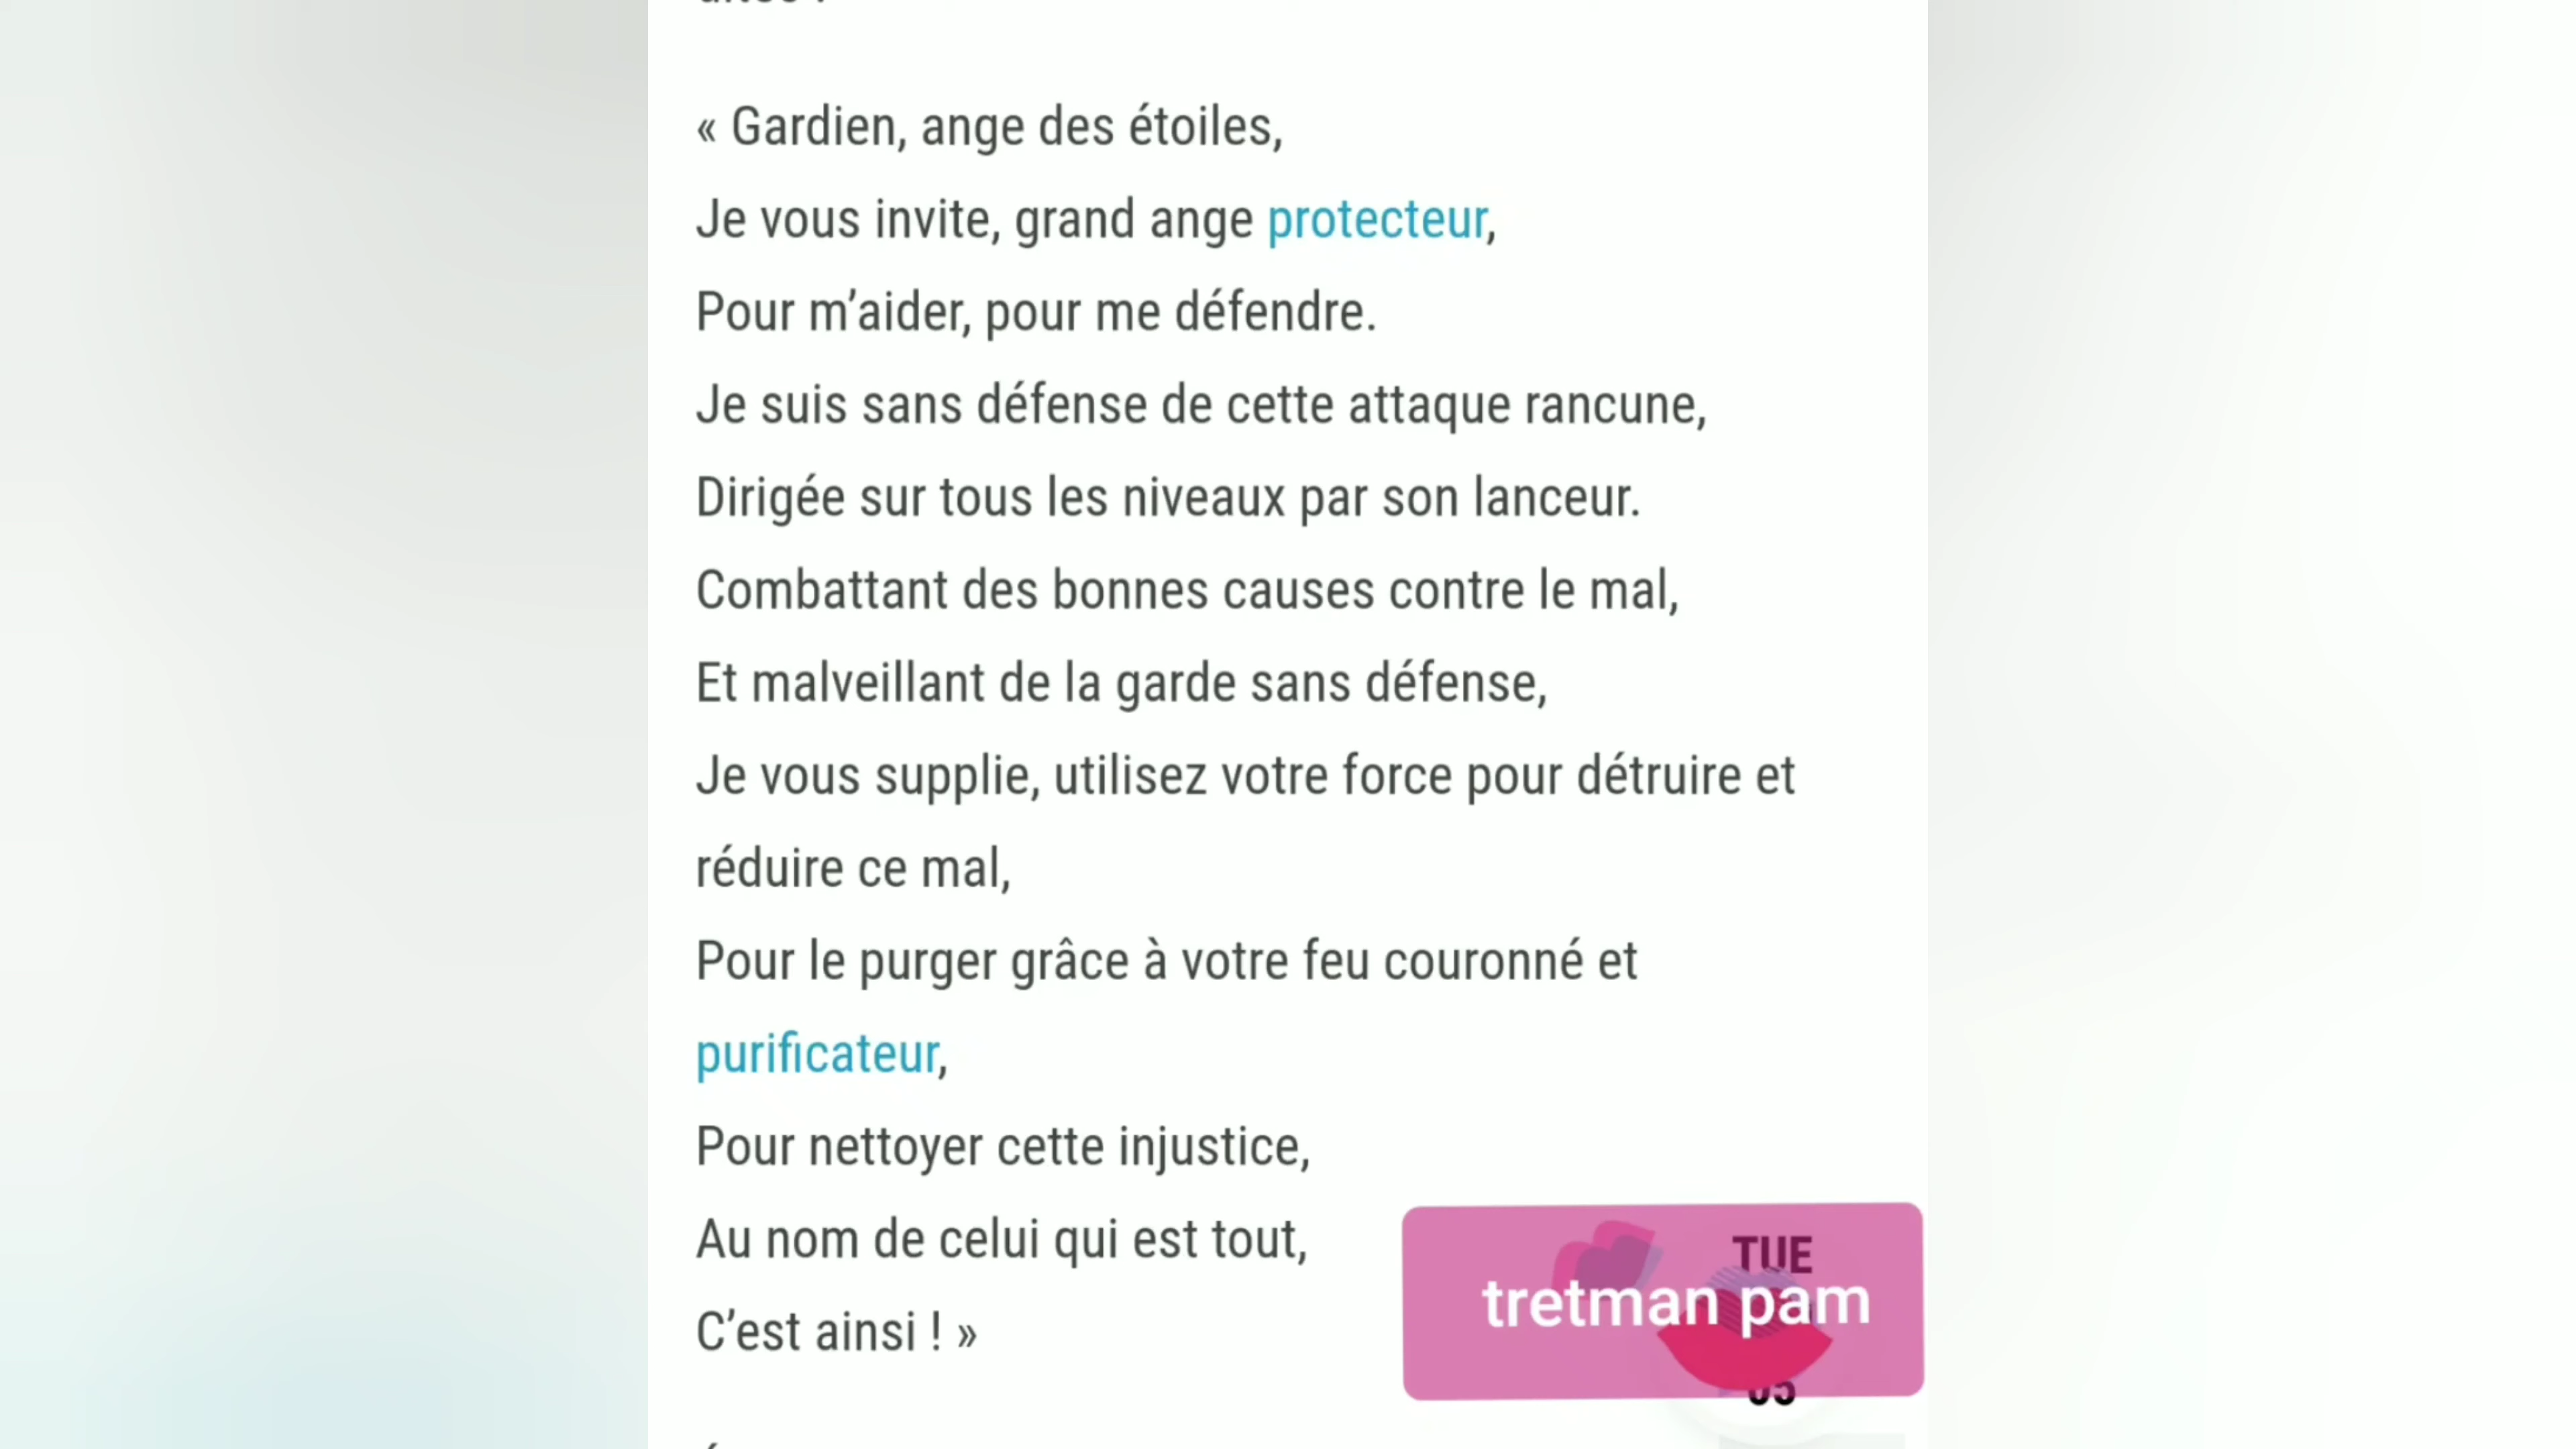 « Gardien, ange des étoiles,
Je vous invite, grand ange protecteur,
Pour m’aider, pour me défendre.
Je suis sans défense de cette attaque rancune,
Dirigée sur tous les niveaux par son lanceur.
Combattant des bonnes causes contre le mal,
Et malveillant de la garde sans défense,
Je vous supplie, utilisez votre force pour détruire et
réduire ce mal,
Pour le purger grâce à votre feu couronné et
purificateur,
Pour nettoyer cette injustice,
Au nom de celui qui est tout,
C’est ainsi ! »
TUE
tretman pam
05